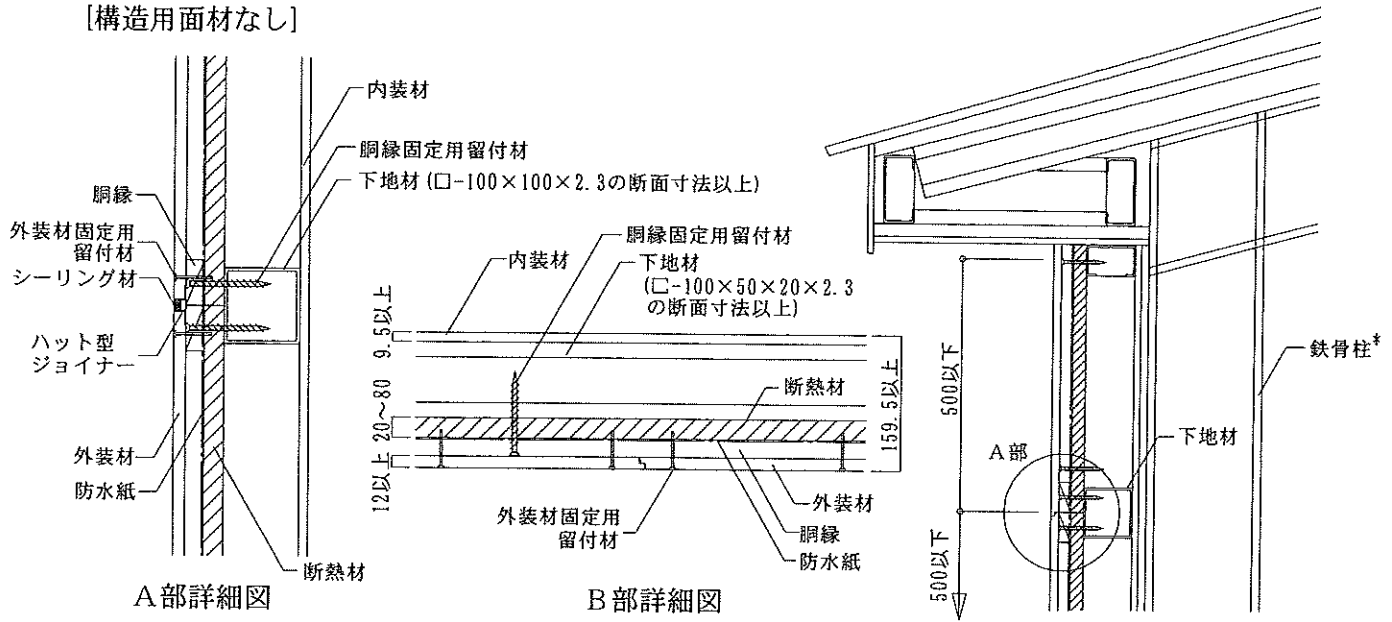 [構造用面材なし]
内装材
胴縁固定用留付材
下地材(□-100×100×2.3の断面寸法以上)
胴縁
外装材固定用
留付材
シーリング材
ハット型
ジョイナー
外装材
防水紙
断熱材
A部詳細図
内装材
胴縁固定用留付材
下地材
(□-100×50×20×2.3
の断面寸法以上)
9.5以上
20~80
12以上
断熱材
159.5以上
外装材
胴縁
防水紙
外装材固定用
留付材
B部詳細図
500以下
A部
500以下
鉄骨柱*
下地材